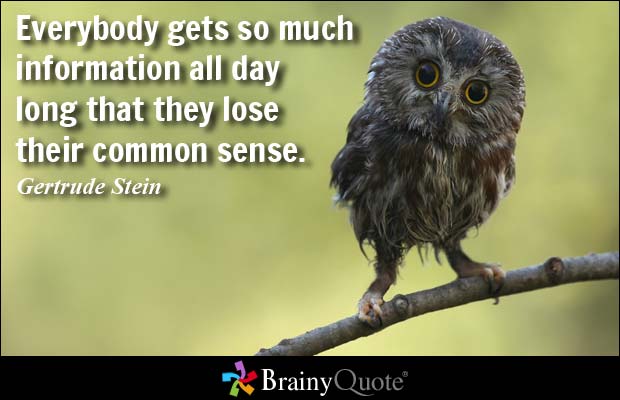 Everybody gets so much
information all day
long that they lose
their common sense.
Gertrude Stein
BrainyQuote®